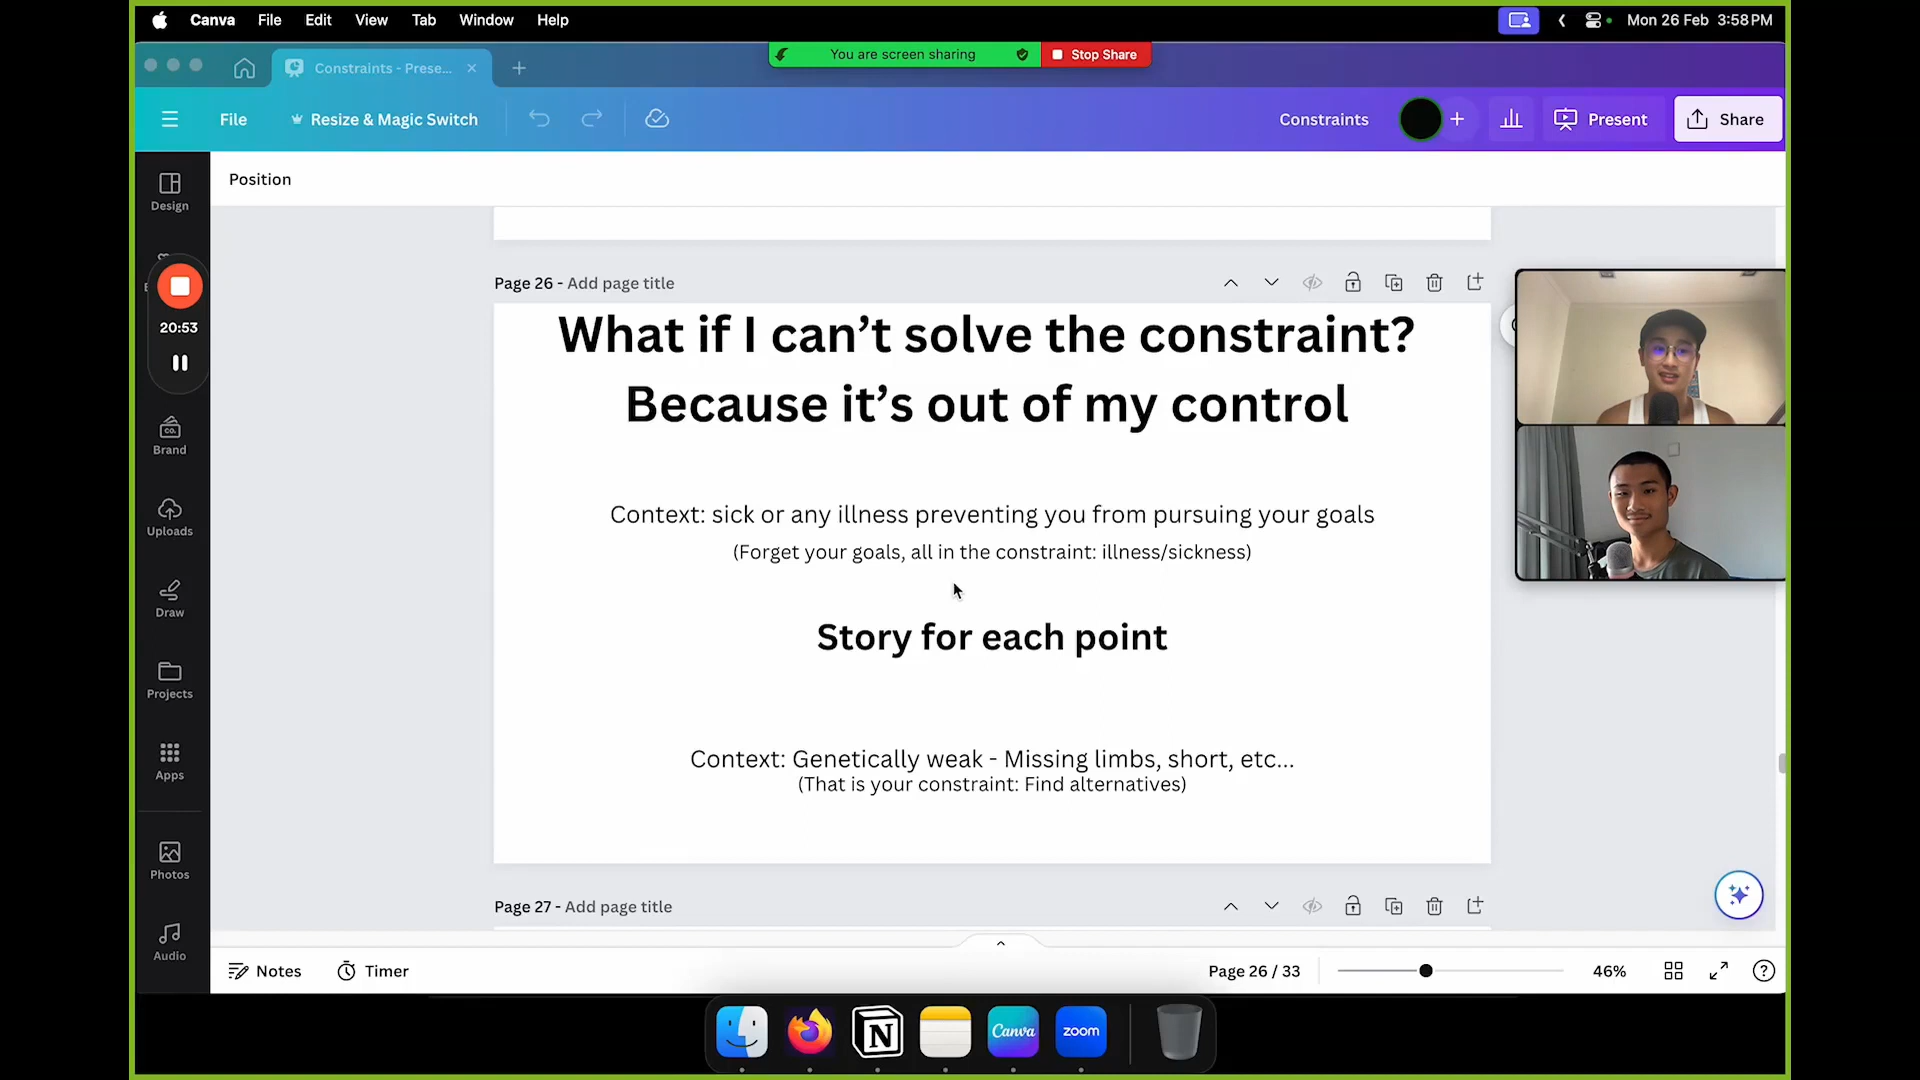 Canva File Edit View Tab Window Help
Mon 26 Feb 3:58 PM
Constraints - Prese...
You are screen sharing
Stop Share
File
Resize & Magic Switch
Constraints
Present
Share
Position
Design
20:53
Brand
Uploads
Draw
Projects
Apps
Photos
Audio
Page 26 - Add page title
What if I can’t solve the constraint?
Because it’s out of my control
Context: sick or any illness preventing you from pursuing your goals
(Forget your goals, all in the constraint: illness/sickness)
Story for each point
Context: Genetically weak - Missing limbs, short, etc...
(That is your constraint: Find alternatives)
Page 27 - Add page title
Notes
Timer
Page 26 / 33
46%
Canva
zoom